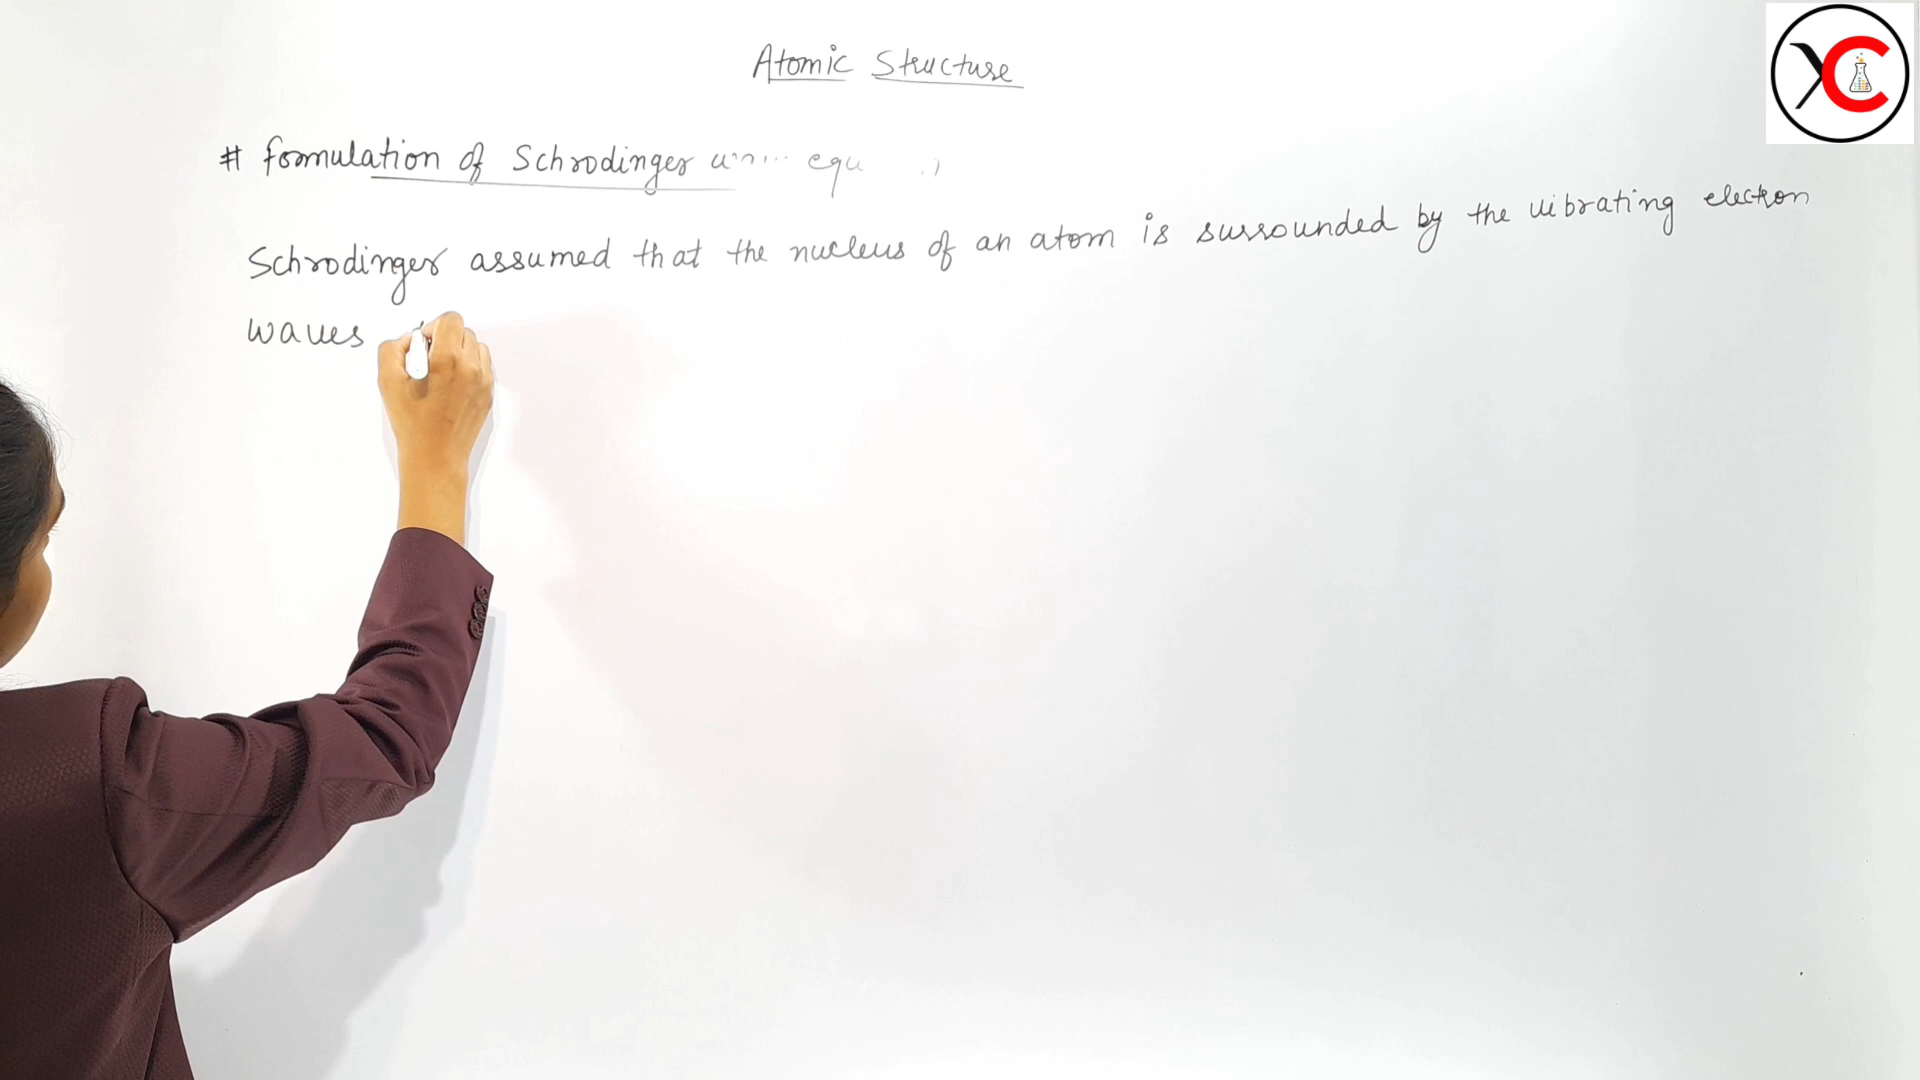 Atomic Structure
# formulation of Schrodinger equ
Schrodinger assumed that the nucleus of an atom is surrounded by the vibrating electron
waves